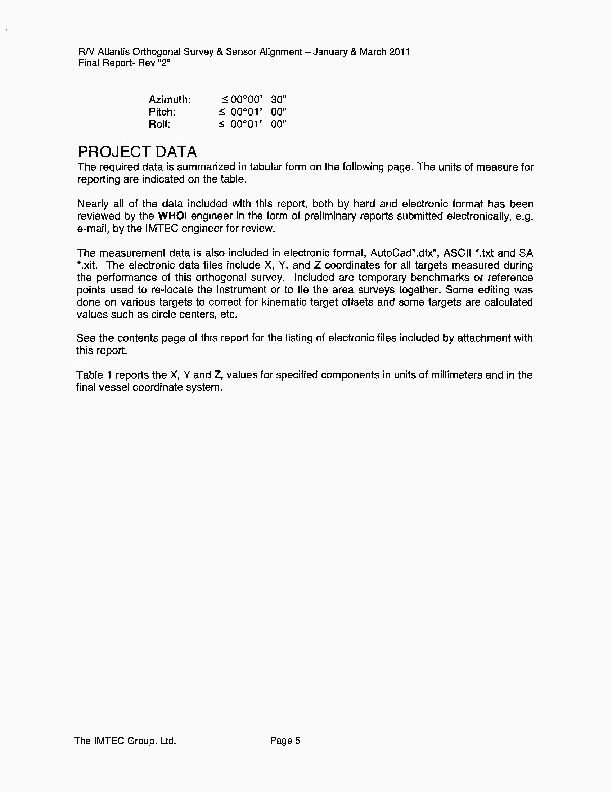 R/V Atlantis Orthogonal Survey & Sensor Alignment – January & March 2011
Final Report- Rev "2"
Azimuth: ≤ 00°00' 30"
Pitch: ≤ 00°01' 00"
Roll: ≤ 00°01' 00"
PROJECT DATA
The required data is summarized in tabular form on the following page. The units of measure for
reporting are indicated on the table.
Nearly all of the data included with this report, both by hard and electronic format has been
reviewed by the WHOI engineer in the form of preliminary reports submitted electronically, e.g.
e-mail, by the IMTEC engineer for review.
The measurement data is also included in electronic format, AutoCad*.dfx", ASCII *.txt and SA
*.xit. The electronic data files include X, Y, and Z coordinates for all targets measured during
the performance of this orthogonal survey. Included are temporary benchmarks or reference
points used to re-locate the instrument or to tie the area surveys together. Some editing was
done on various targets to correct for kinematic target offsets and some targets are calculated
values such as circle centers, etc.
See the contents page of this report for the listing of electronic files included by attachment with
this report.
Table 1 reports the X, Y and Z, values for specified components in units of millimeters and in the
final vessel coordinate system.
The IMTEC Group, Ltd. Page 5